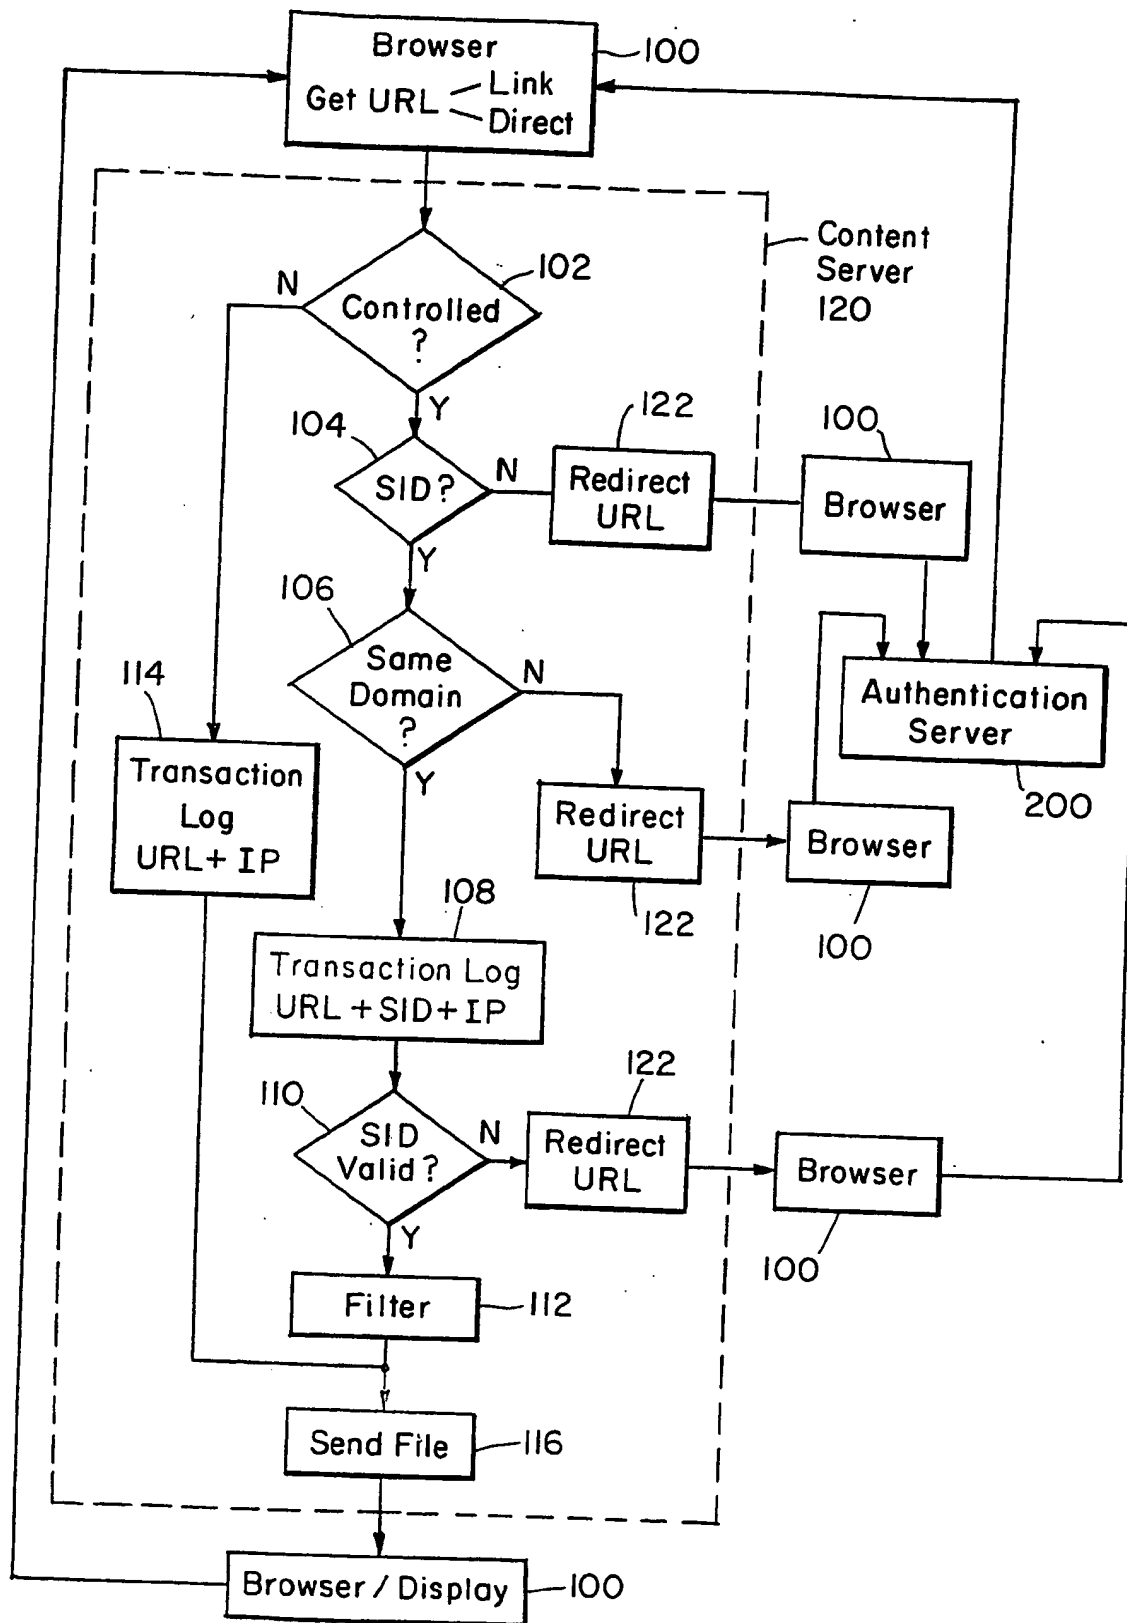 Browser
Get URL
Link
Direct
100
Content
Server
120
102
N
Controlled
?
Y
104
SID?
N
122
Redirect
URL
100
Browser
Y
106
Same
Domain
?
N
114
Transaction
Log
URL + IP
Authentication
Server
200
Y
Redirect
URL
122
Browser
100
108
Transaction Log
URL + SID + IP
110
SID
Valid?
N
122
Redirect
URL
Browser
100
Y
Filter
112
Send File
116
Browser / Display
100